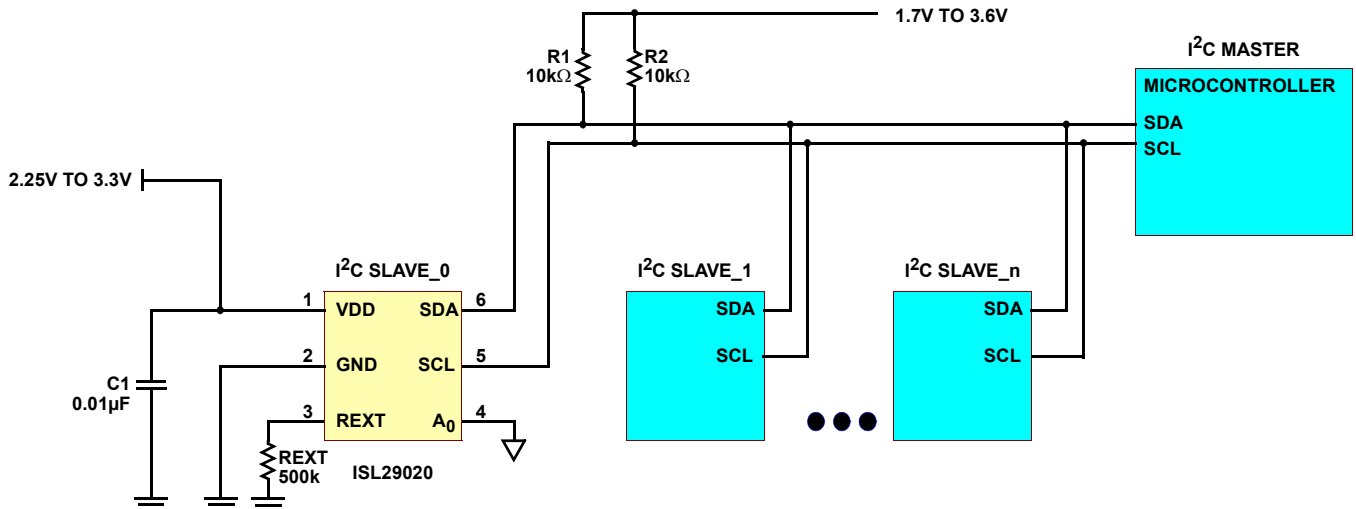 1.7V TO 3.6V
R1
10kΩ
R2
10kΩ
I²C MASTER
MICROCONTROLLER
SDA
SCL
2.25V TO 3.3V
I²C SLAVE_0
1
VDD
SDA
6
2
GND
SCL
5
3
REXT
A₀
4
C1
0.01µF
REXT
500k
ISL29020
I²C SLAVE_1
SDA
SCL
I²C SLAVE_n
SDA
SCL